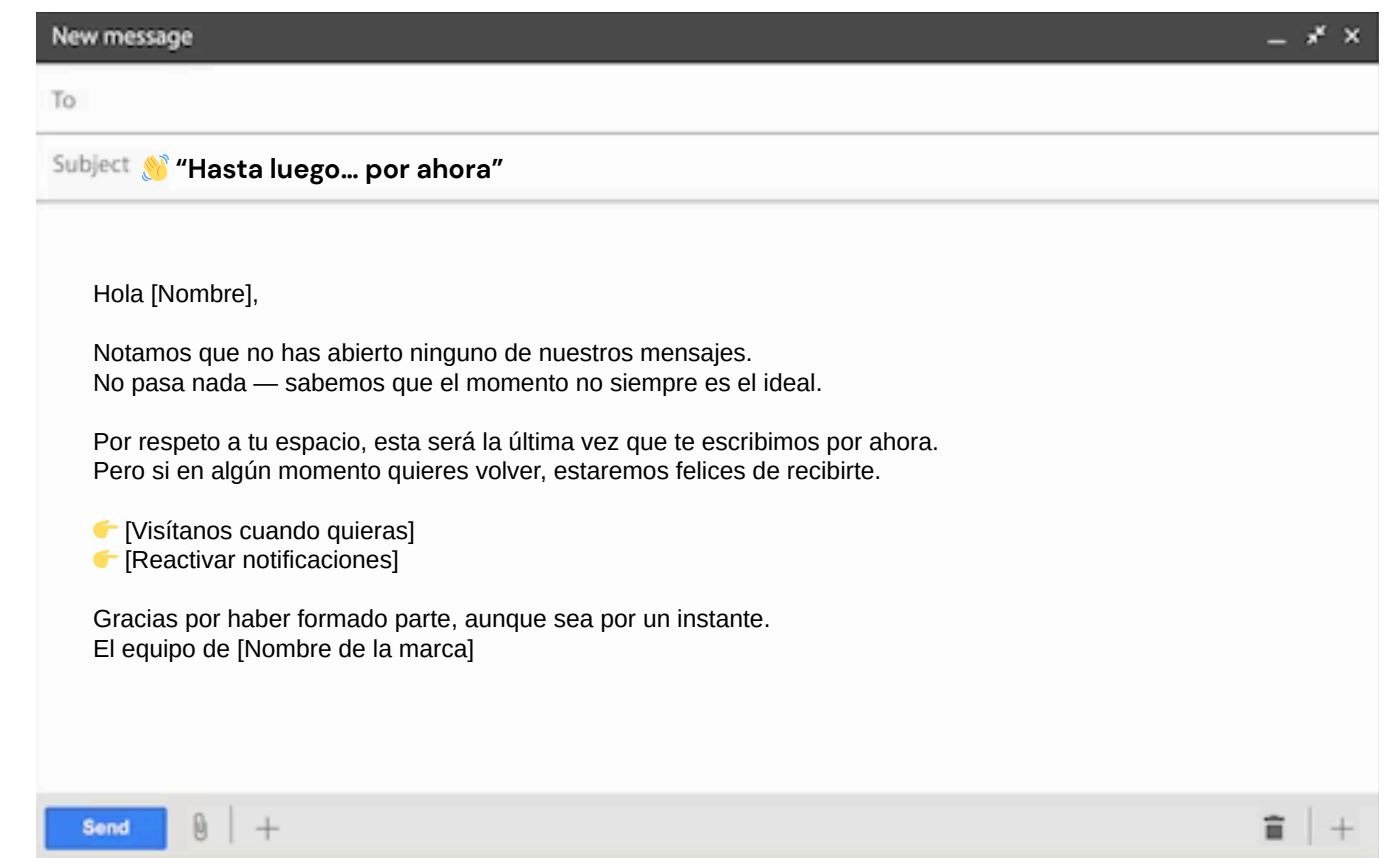 New message
To
Subject 👋 “Hasta luego... por ahora”
Hola [Nombre],
Notamos que no has abierto ninguno de nuestros mensajes.
No pasa nada — sabemos que el momento no siempre es el ideal.
Por respeto a tu espacio, esta será la última vez que te escribimos por ahora.
Pero si en algún momento quieres volver, estaremos felices de recibirte.
👉 [Visítanos cuando quieras]
👉 [Reactivar notificaciones]
Gracias por haber formado parte, aunque sea por un instante.
El equipo de [Nombre de la marca]
Send